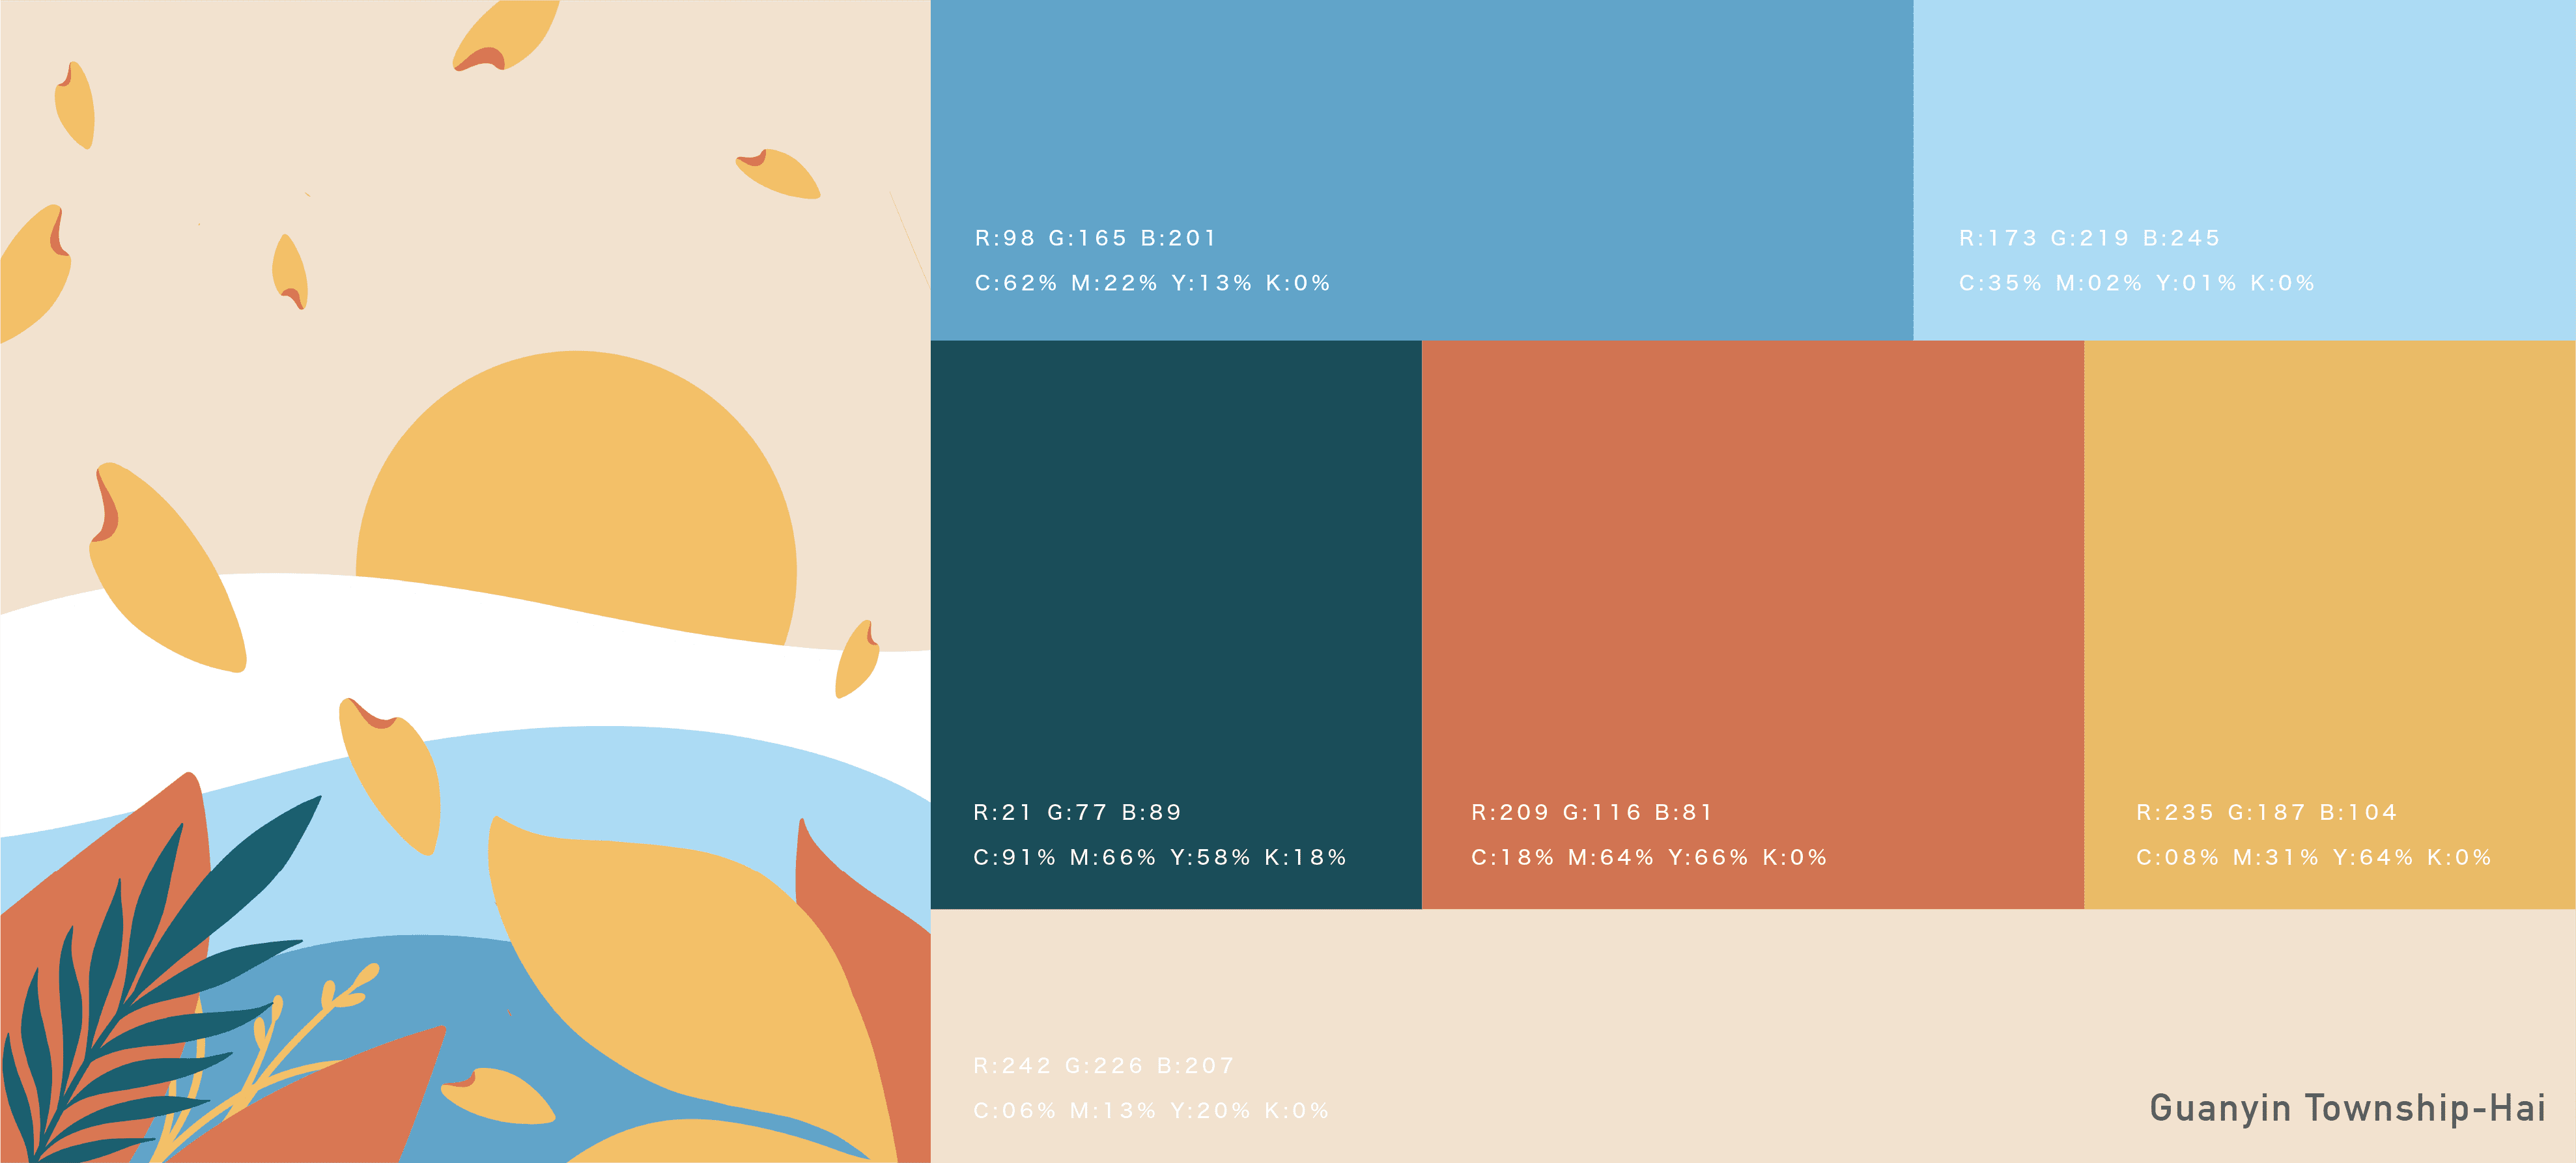 R:98 G:165 B:201
C:62% M:22% Y:13% K:0%
R:173 G:219 B:245
C:35% M:02% Y:01% K:0%
R:21 G:77 B:89
C:91% M:66% Y:58% K:18%
R:209 G:116 B:81
C:18% M:64% Y:66% K:0%
R:235 G:187 B:104
C:08% M:31% Y:64% K:0%
R:242 G:226 B:207
C:06% M:13% Y:20% K:0%
Guanyin Township-Hai